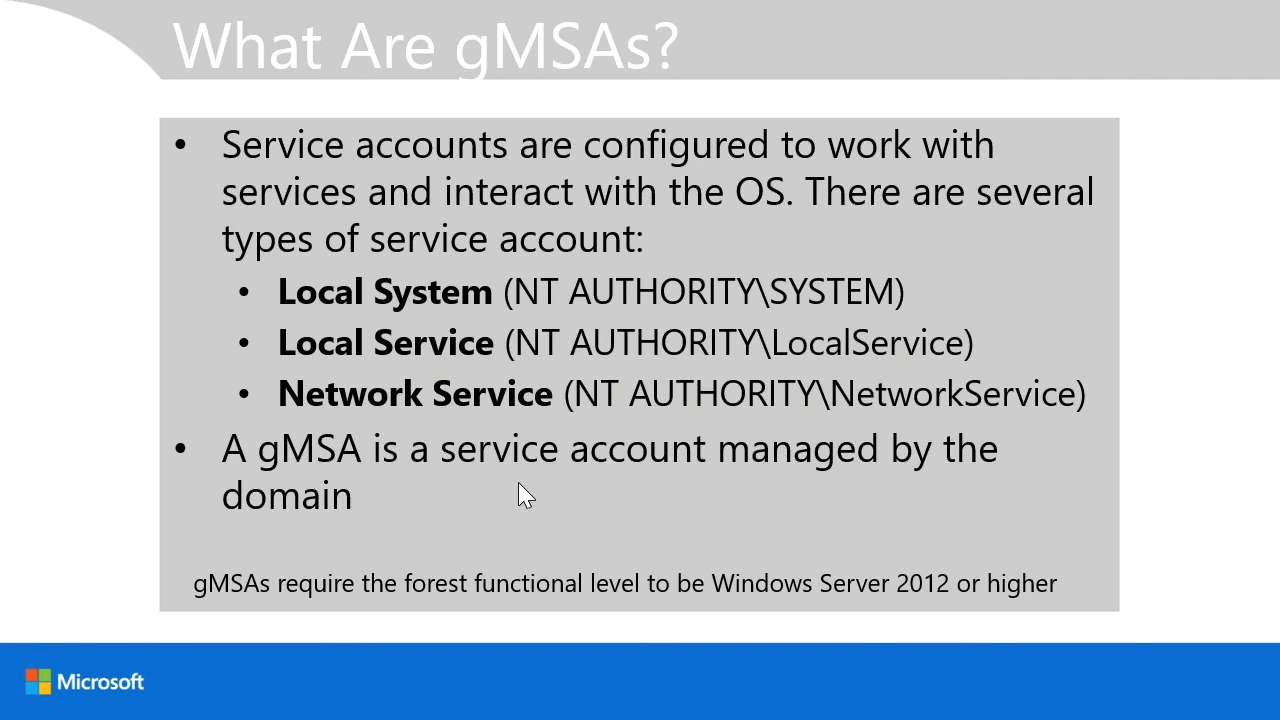 What Are gMSAs?
• Service accounts are configured to work with
services and interact with the OS. There are several
types of service account:
• Local System (NT AUTHORITY\SYSTEM)
• Local Service (NT AUTHORITY\LocalService)
• Network Service (NT AUTHORITY\NetworkService)
• A gMSA is a service account managed by the
domain
gMSAs require the forest functional level to be Windows Server 2012 or higher
Microsoft